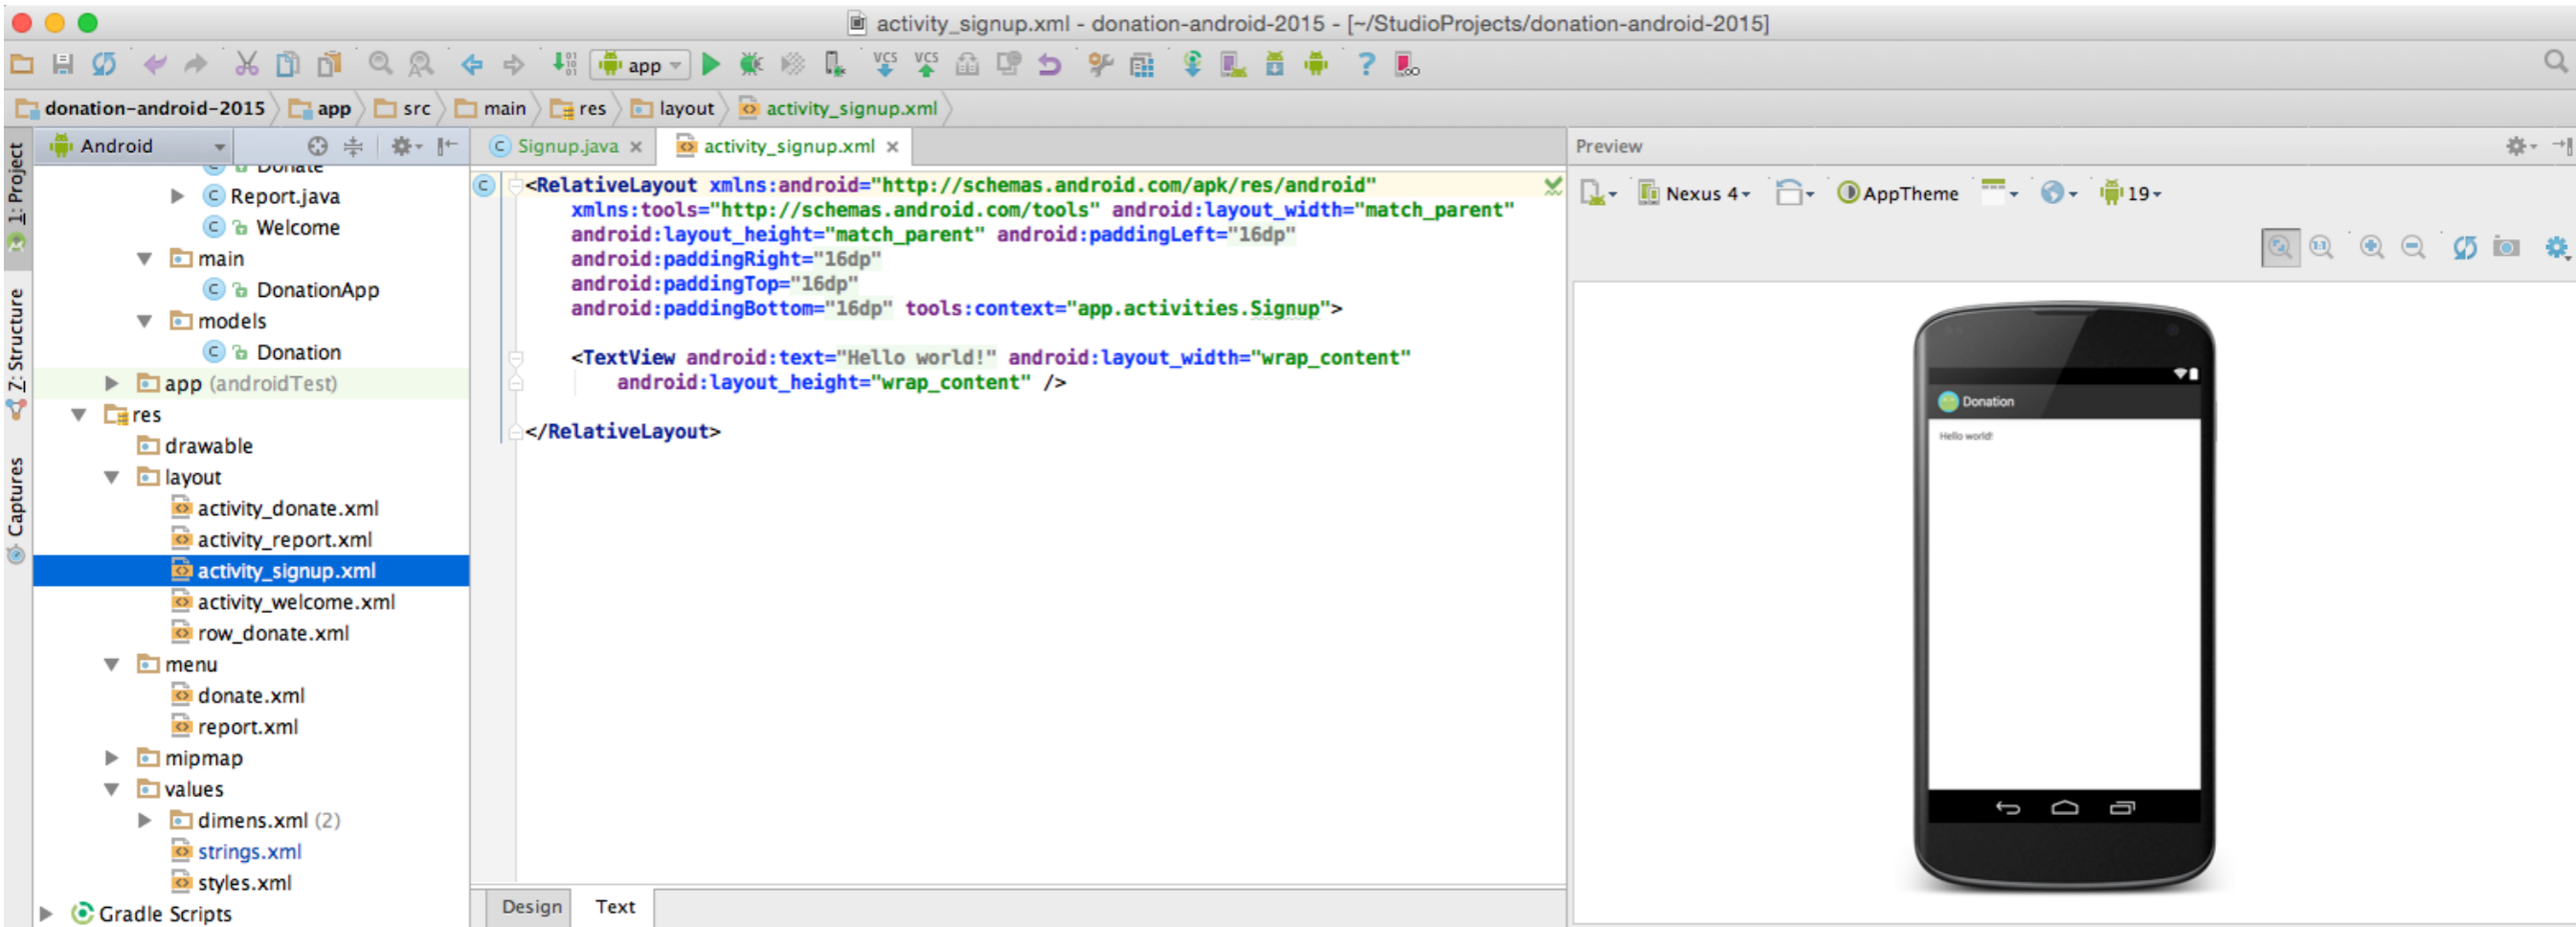 activity_signup.xml - donation-android-2015 - [~/StudioProjects/donation-android-2015]
app
VCS VCS
?
donation-android-2015 app src main res layout activity_signup.xml
1: Project
Z: Structure
Captures
Android
Donate
Report.java
Welcome
main
DonationApp
models
Donation
app (androidTest)
res
drawable
layout
activity_donate.xml
activity_report.xml
activity_signup.xml
activity_welcome.xml
row_donate.xml
menu
donate.xml
report.xml
mipmap
values
dimens.xml (2)
strings.xml
styles.xml
Gradle Scripts
Signup.java activity_signup.xml
<RelativeLayout xmlns:android="http://schemas.android.com/apk/res/android"
xmlns:tools="http://schemas.android.com/tools" android:layout_width="match_parent"
android:layout_height="match_parent" android:paddingLeft="16dp"
android:paddingRight="16dp"
android:paddingTop="16dp"
android:paddingBottom="16dp" tools:context="app.activities.Signup">
<TextView android:text="Hello world!" android:layout_width="wrap_content"
android:layout_height="wrap_content" />
</RelativeLayout>
Design Text
Preview
Nexus 4 AppTheme 19
1:1
Donation
Hello world!